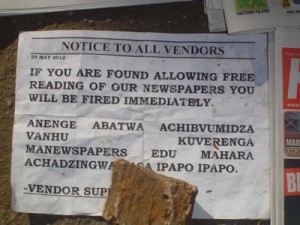 NOTICE TO ALL VENDORS
29 MAY 2012
IF YOU ARE FOUND ALLOWING FREE
READING OF OUR NEWSPAPERS YOU
WILL BE FIRED IMMEDIATELY.
ANENGE ABATWA ACHIBVUMIDZA
VANHU KUVERENGA
MANEWSPAPERS EDU MAHARA
ACHADZINGWA IPAPO IPAPO.
-VENDOR